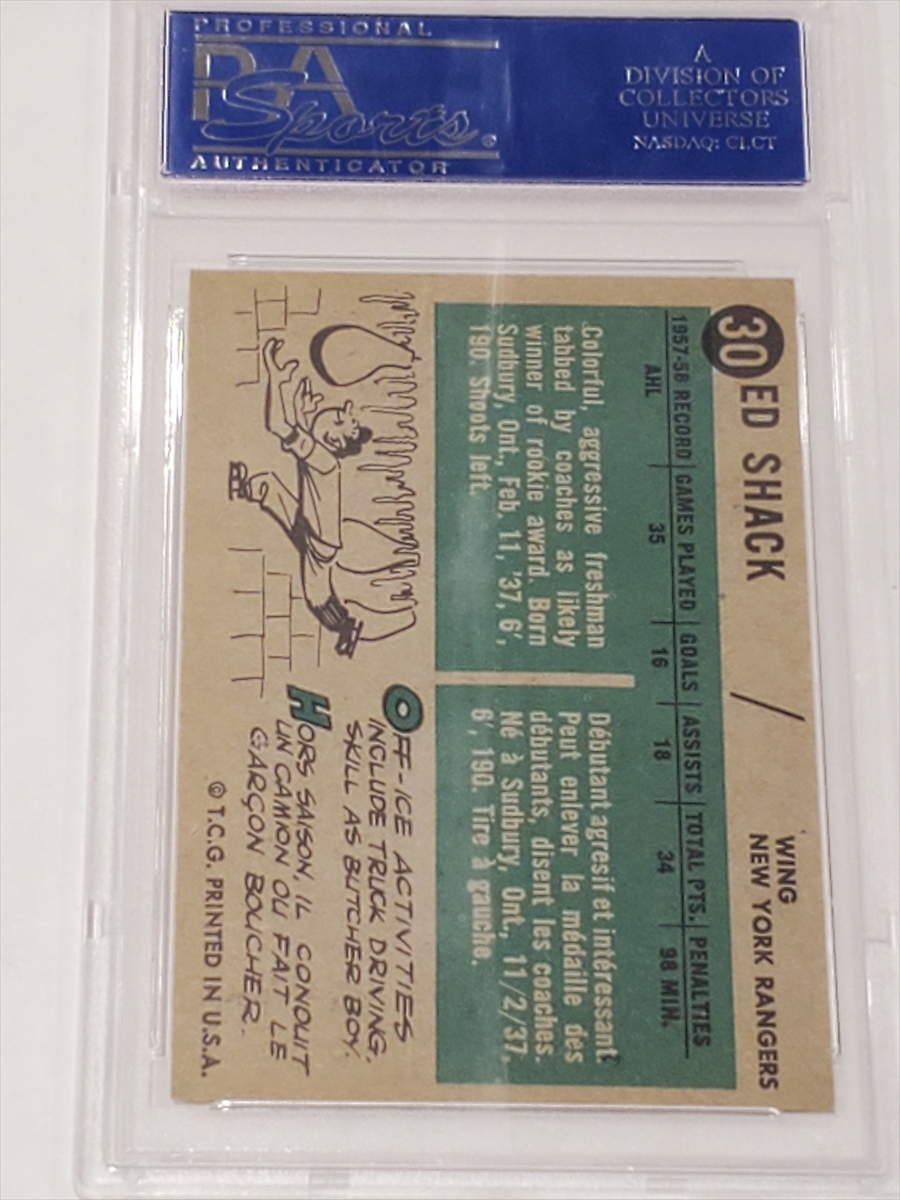 PROFESSIONAL
PSA
Sports
AUTHENTICATOR
A
DIVISION OF
COLLECTORS
UNIVERSE
NASDAQ: CLCT
30
ED SHACK
WING
NEW YORK RANGERS
1957-58 RECORD GAMES PLAYED GOALS ASSISTS TOTAL PTS. PENALTIES
AHL 35 16 18 34 98 MIN.
Colorful, aggressive freshman
tabbed by coaches as likely
winner of rookie award. Born
Sudbury, Ont., Feb. 11, '37, 6',
190. Shoots left.
Débutant agresif et intéressant.
Peut enlever la médaille des
débutants, disent les coaches.
Né à Sudbury, Ont., 11/2/37,
6', 190. Tire à gauche.
OFF-ICE ACTIVITIES
INCLUDE TRUCK DRIVING,
SKILL AS BUTCHER BOY.
HORS SAISON, IL CONDUIT
UN CAMION OU FAIT LE
GARÇON BOUCHER.
© T.C.G. PRINTED IN U.S.A.